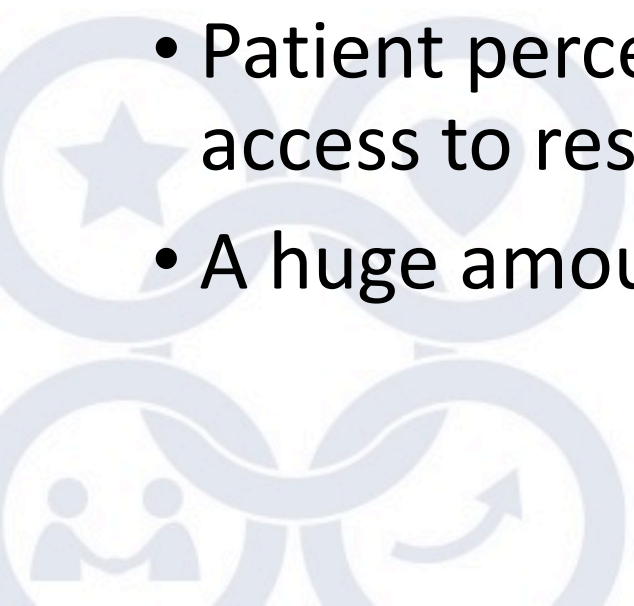 • Patient perce
access to res
• A huge amou